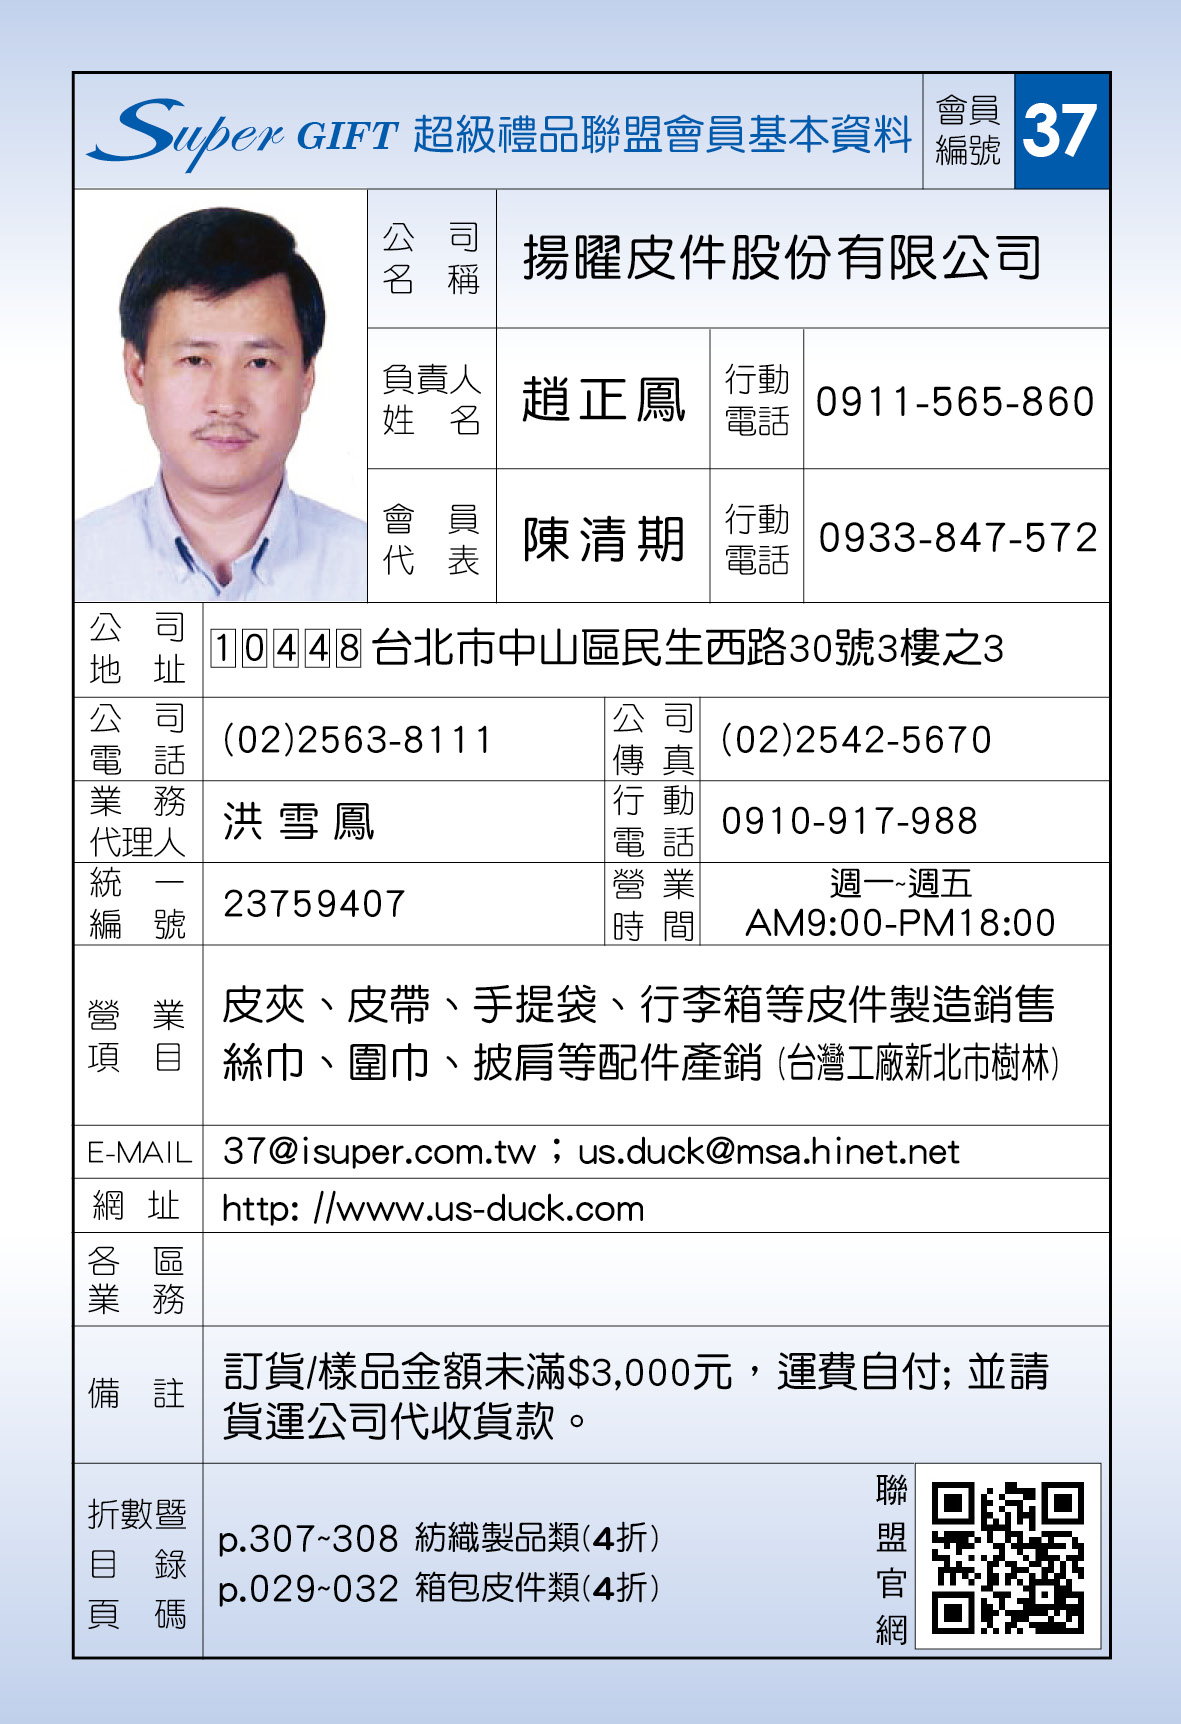 Super GIFT 超級禮品聯盟會員基本資料
會員
編號
37
公司
名稱
揚曜皮件股份有限公司
負責人
姓名
趙正鳳
行動
電話
0911-565-860
會員
代表
陳清期
行動
電話
0933-847-572
公司
地址
10448台北市中山區民生西路30號3樓之3
公司
電話
(02)2563-8111
公司
傳真
(02)2542-5670
業務
代理人
洪雪鳳
行動
電話
0910-917-988
統一
編號
23759407
營業
時間
週一~週五
AM9:00-PM18:00
營業
項目
皮夾、皮帶、手提袋、行李箱等皮件製造銷售
絲巾、圍巾、披肩等配件產銷(台灣工廠新北市樹林)
E-MAIL
37@isuper.com.tw；us.duck@msa.hinet.net
網址
http: //www.us-duck.com
各區
業務
備註
訂貨/樣品金額未滿$3,000元，運費自付; 並請
貨運公司代收貨款。
折數暨
目錄
頁碼
p.307~308 紡織製品類(4折)
p.029~032 箱包皮件類(4折)
聯盟官網